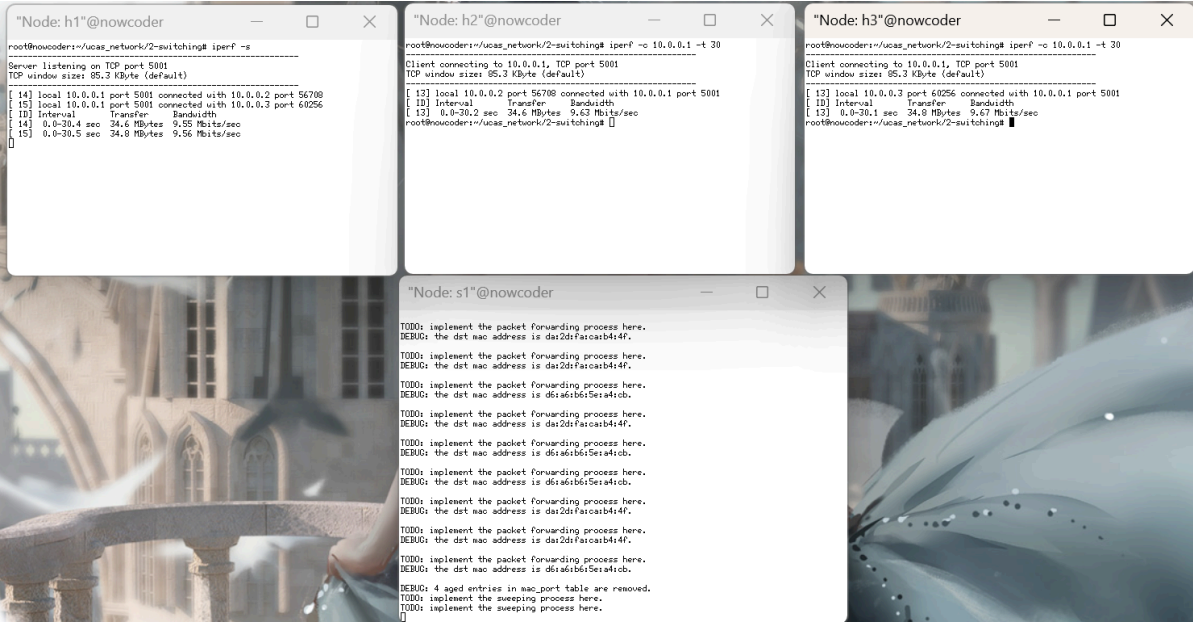 "Node: h1"@nowcoder
root@nowcoder:~/ucas_network/2-switching# iperf -s
------------------------------------------------------------
Server listening on TCP port 5001
TCP window size: 85.3 KByte (default)
------------------------------------------------------------
[ 14] local 10.0.0.1 port 5001 connected with 10.0.0.2 port 56708
[ 15] local 10.0.0.1 port 5001 connected with 10.0.0.3 port 60256
[ ID] Interval       Transfer     Bandwidth
[ 14]  0.0-30.4 sec  34.6 MBytes  9.55 Mbits/sec
[ 15]  0.0-30.5 sec  34.8 MBytes  9.56 Mbits/sec
"Node: h2"@nowcoder
root@nowcoder:~/ucas_network/2-switching# iperf -c 10.0.0.1 -t 30
------------------------------------------------------------
Client connecting to 10.0.0.1, TCP port 5001
TCP window size: 85.3 KByte (default)
------------------------------------------------------------
[ 13] local 10.0.0.2 port 56708 connected with 10.0.0.1 port 5001
[ ID] Interval       Transfer     Bandwidth
[ 13]  0.0-30.2 sec  34.6 MBytes  9.63 Mbits/sec
root@nowcoder:~/ucas_network/2-switching#
"Node: h3"@nowcoder
root@nowcoder:~/ucas_network/2-switching# iperf -c 10.0.0.1 -t 30
------------------------------------------------------------
Client connecting to 10.0.0.1, TCP port 5001
TCP window size: 85.3 KByte (default)
------------------------------------------------------------
[ 13] local 10.0.0.3 port 60256 connected with 10.0.0.1 port 5001
[ ID] Interval       Transfer     Bandwidth
[ 13]  0.0-30.1 sec  34.8 MBytes  9.67 Mbits/sec
root@nowcoder:~/ucas_network/2-switching#
"Node: s1"@nowcoder
TODO: implement the packet forwarding process here.
DEBUG: the dst mac address is da:2d:fa:ca:b4:4f.
TODO: implement the packet forwarding process here.
DEBUG: the dst mac address is da:2d:fa:ca:b4:4f.
TODO: implement the packet forwarding process here.
DEBUG: the dst mac address is d6:a6:b6:5e:a4:cb.
TODO: implement the packet forwarding process here.
DEBUG: the dst mac address is da:2d:fa:ca:b4:4f.
TODO: implement the packet forwarding process here.
DEBUG: the dst mac address is d6:a6:b6:5e:a4:cb.
TODO: implement the packet forwarding process here.
DEBUG: the dst mac address is d6:a6:b6:5e:a4:cb.
TODO: implement the packet forwarding process here.
DEBUG: the dst mac address is da:2d:fa:ca:b4:4f.
TODO: implement the packet forwarding process here.
DEBUG: the dst mac address is da:2d:fa:ca:b4:4f.
TODO: implement the packet forwarding process here.
DEBUG: the dst mac address is d6:a6:b6:5e:a4:cb.
DEBUG: 4 aged entries in mac_port table are removed.
TODO: implement the sweeping process here.
TODO: implement the sweeping process here.